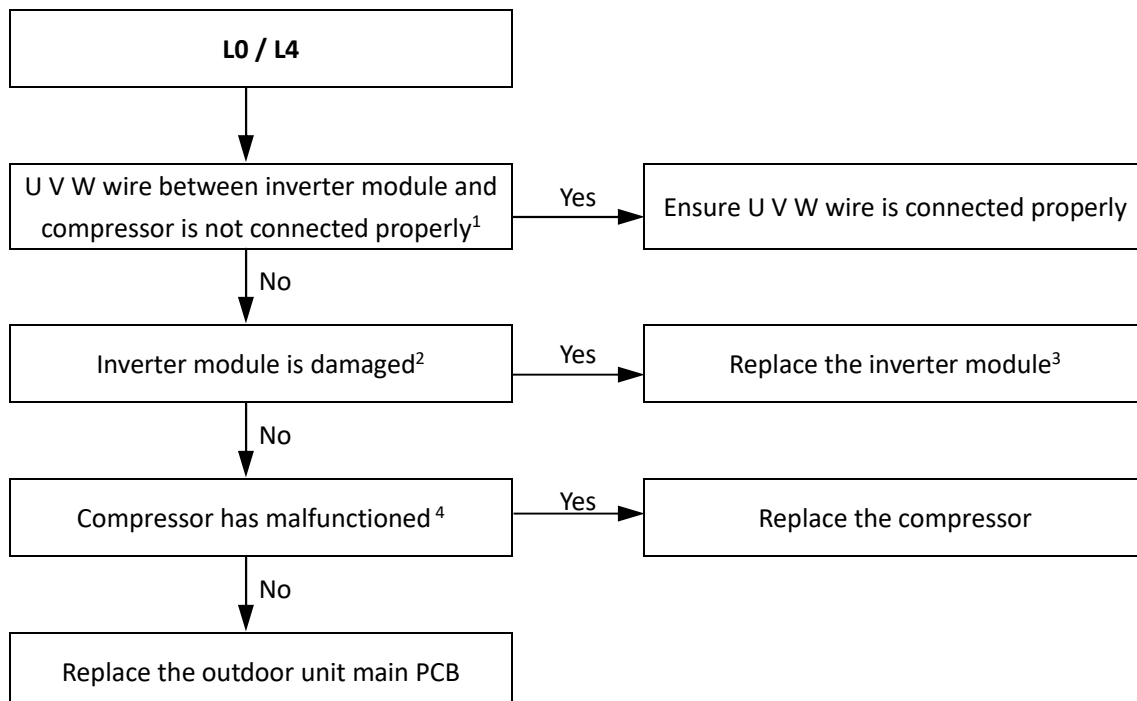 L0 / L4
U V W wire between inverter module and
compressor is not connected properly¹
Yes
Ensure U V W wire is connected properly
No
Inverter module is damaged²
Yes
Replace the inverter module³
No
Compressor has malfunctioned ⁴
Yes
Replace the compressor
No
Replace the outdoor unit main PCB